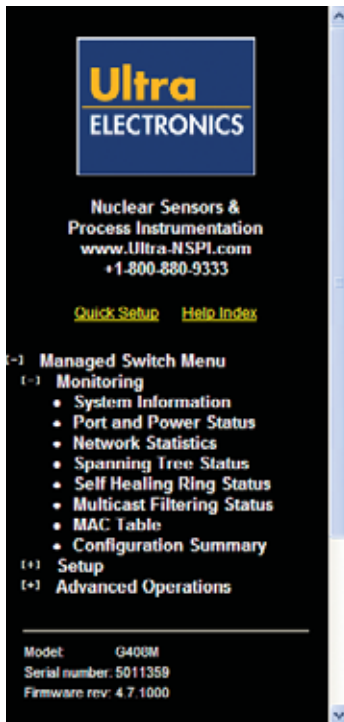 Ultra
ELECTRONICS
Nuclear Sensors &
Process Instrumentation
www.Ultra-NSPI.com
+1-800-880-9333
Quick Setup Help Index
[-] Managed Switch Menu
[-] Monitoring
• System Information
• Port and Power Status
• Network Statistics
• Spanning Tree Status
• Self Healing Ring Status
• Multicast Filtering Status
• MAC Table
• Configuration Summary
[+] Setup
[+] Advanced Operations
Model: G408M
Serial number: 5011359
Firmware rev: 4.7.1000